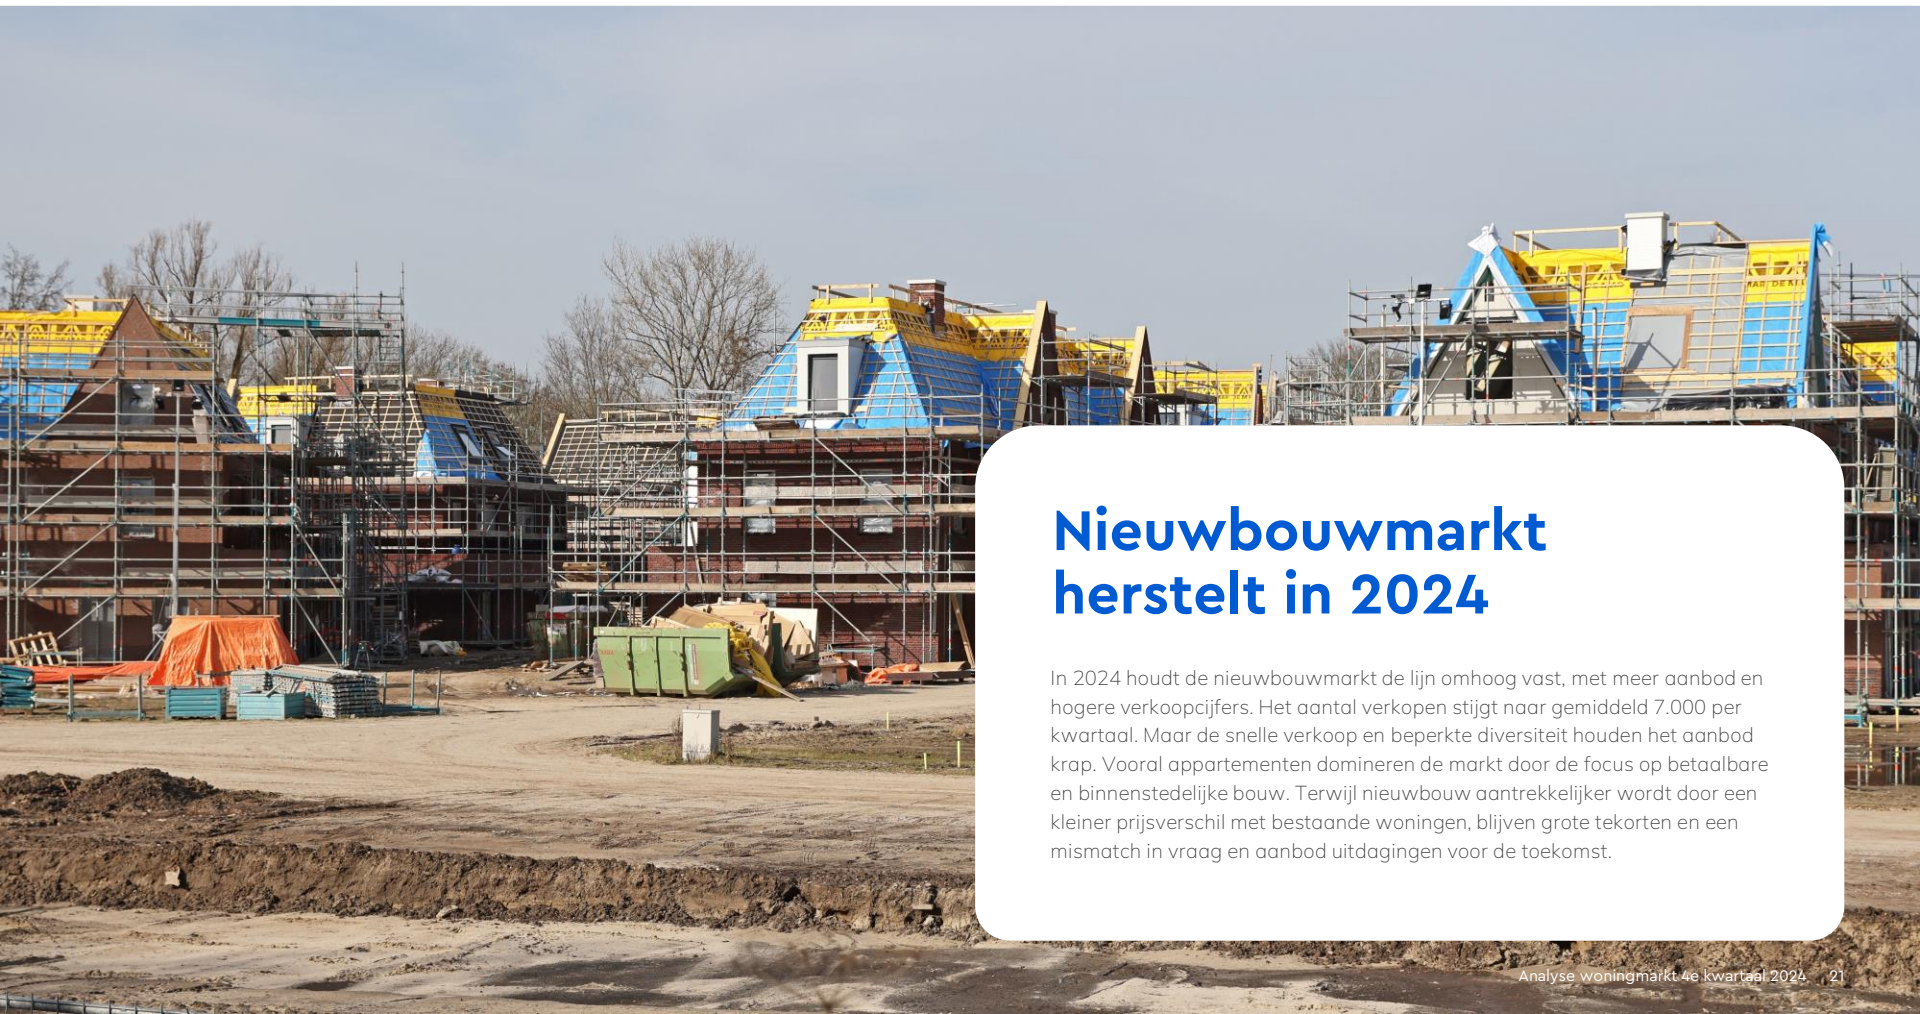 Nieuwbouwmarkt
herstelt in 2024
In 2024 houdt de nieuwbouwmarkt de lijn omhoog vast, met meer aanbod en
hogere verkoopcijfers. Het aantal verkopen stijgt naar gemiddeld 7.000 per
kwartaal. Maar de snelle verkoop en beperkte diversiteit houden het aanbod
krap. Vooral appartementen domineren de markt door de focus op betaalbare
en binnenstedelijke bouw. Terwijl nieuwbouw aantrekkelijker wordt door een
kleiner prijsverschil met bestaande woningen, blijven grote tekorten en een
mismatch in vraag en aanbod uitdagingen voor de toekomst.
Analyse woningmarkt 4e kwartaal 2024 21